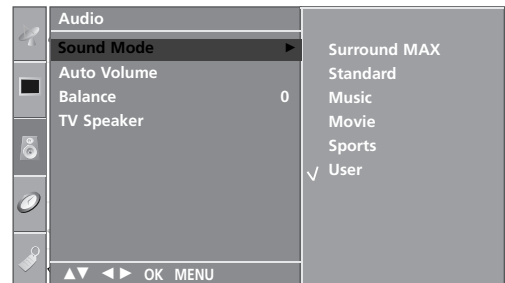 Audio
Sound Mode ►
Auto Volume
Balance 0
TV Speaker
▲▼ ◄► OK MENU
Surround MAX
Standard
Music
Movie
Sports
√ User